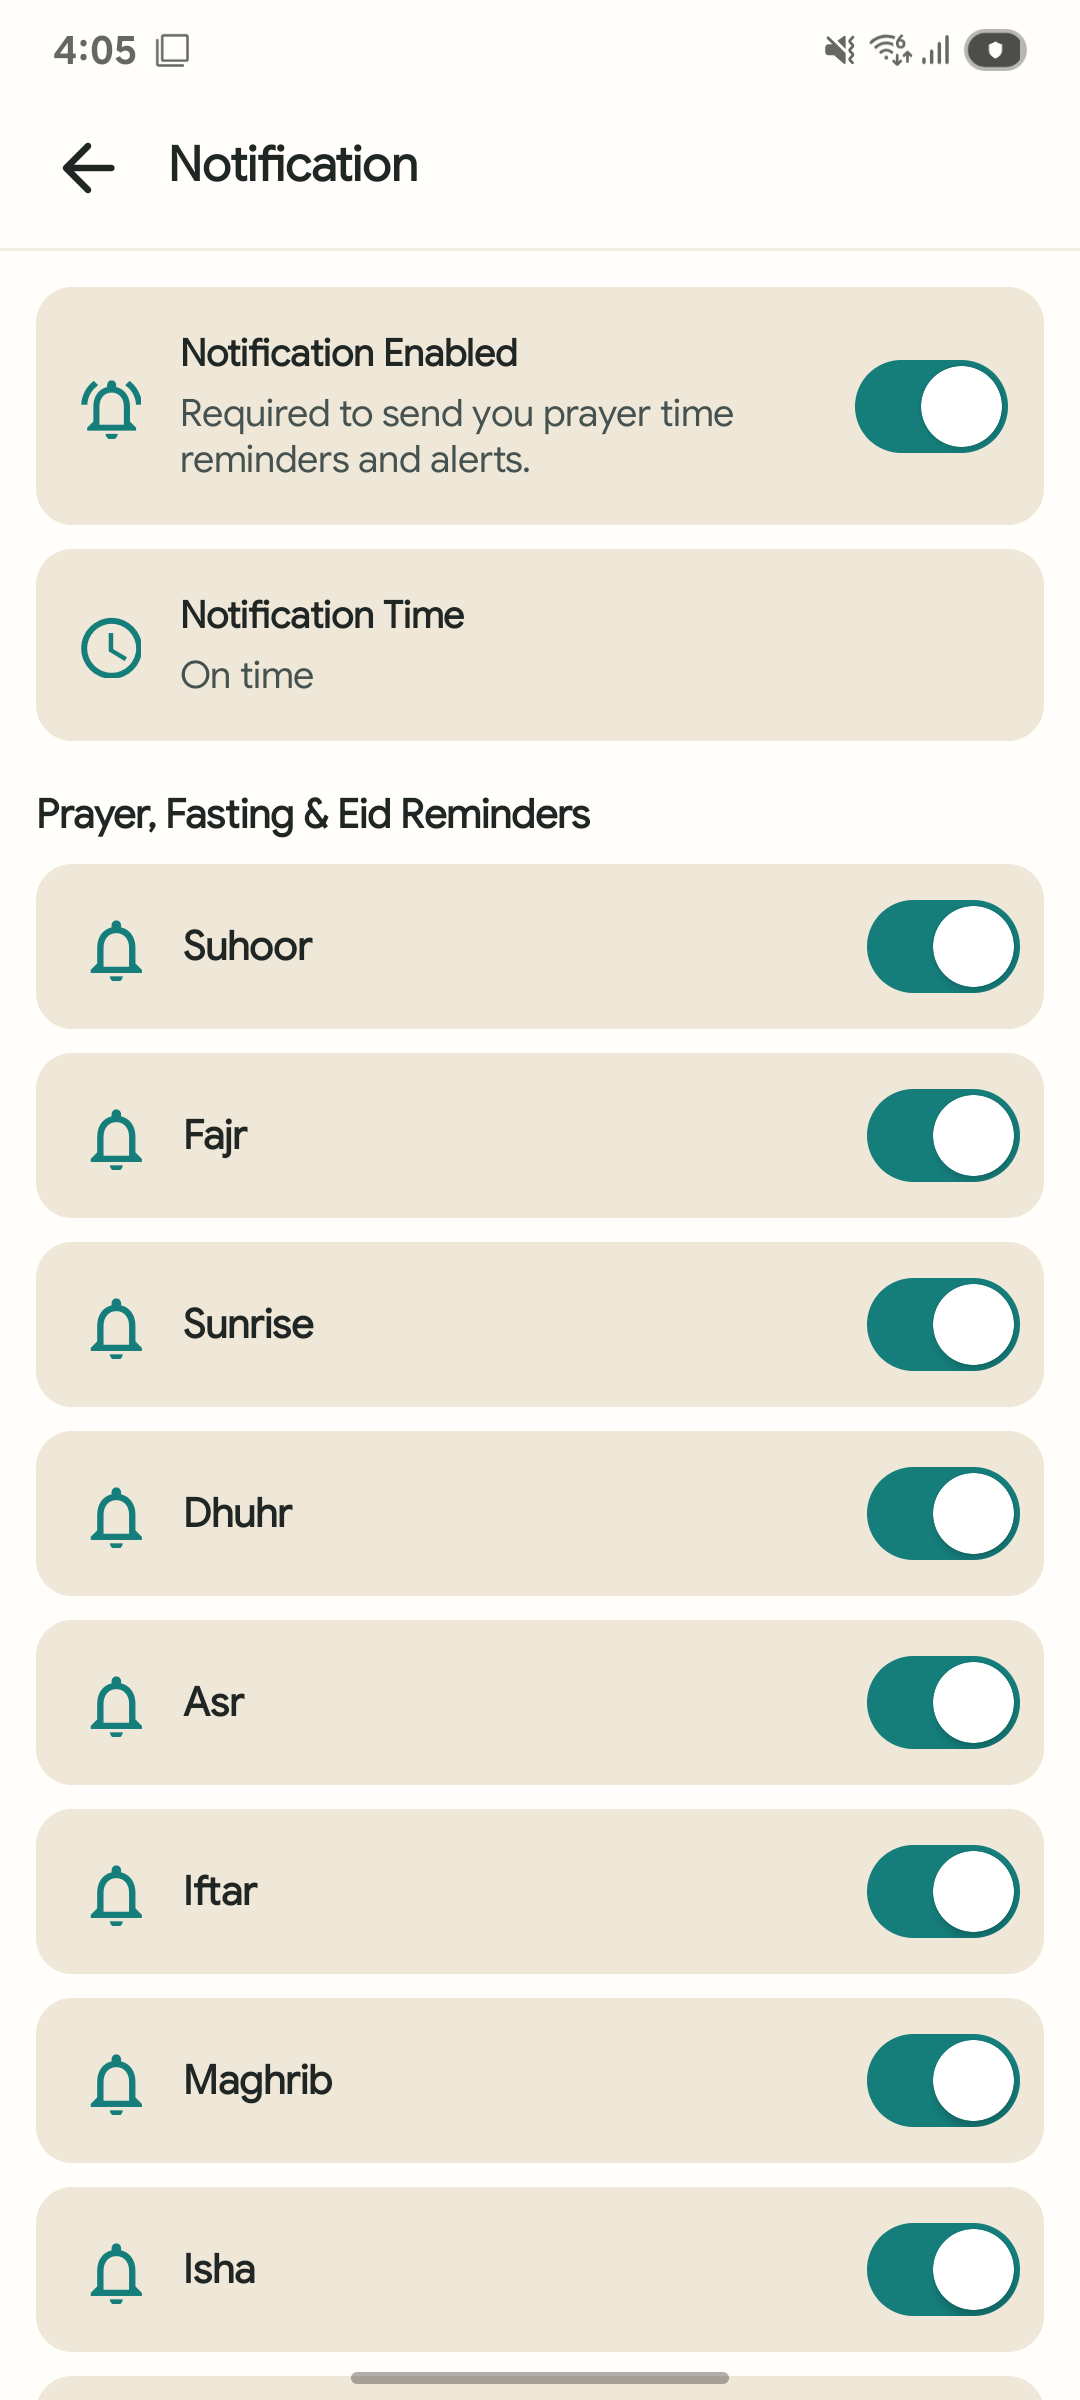 4:05
6
Notification
Notification Enabled
Required to send you prayer time
reminders and alerts.
Notification Time
On time
Prayer, Fasting & Eid Reminders
Suhoor
Fajr
Sunrise
Dhuhr
Asr
Iftar
Maghrib
Isha